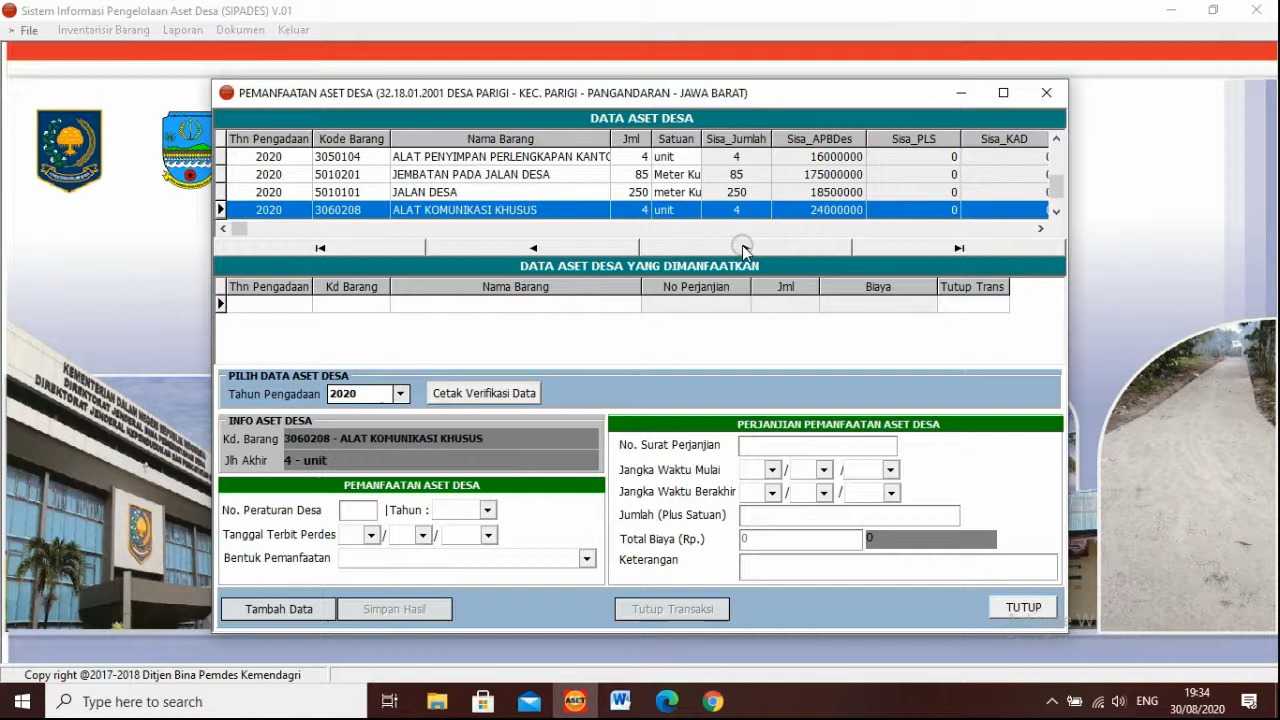 Sistem Informasi Pengelolaan Aset Desa (SIPADES) V.01
> File Inventarisir Barang Laporan Dokumen Keluar
PEMANFAATAN ASET DESA (32.18.01.2001 DESA PARIGI - KEC. PARIGI - PANGANDARAN - JAWA BARAT)
DATA ASET DESA
Thn Pengadaan Kode Barang Nama Barang Jml Satuan Sisa_Jumlah Sisa_APBDes Sisa_PLS Sisa_KAD
2020 3050104 ALAT PENYIMPAN PERLENGKAPAN KANTO 4 unit 4 16000000 0
2020 5010201 JEMBATAN PADA JALAN DESA 85 Meter Ku 85 175000000 0
2020 5010101 JALAN DESA 250 meter Ku 250 18500000 0
2020 3060208 ALAT KOMUNIKASI KHUSUS 4 unit 4 24000000 0
DATA ASET DESA YANG DIMANFAATKAN
Thn Pengadaan Kd Barang Nama Barang No Perjanjian Jml Biaya Tutup Trans
PILIH DATA ASET DESA
Tahun Pengadaan 2020 Cetak Verifikasi Data
INFO ASET DESA
Kd. Barang 3060208 - ALAT KOMUNIKASI KHUSUS
Jlh Akhir 4 - unit
PEMANFAATAN ASET DESA
No. Peraturan Desa | Tahun :
Tanggal Terbit Perdes / /
Bentuk Pemanfaatan
PERJANJIAN PEMANFAATAN ASET DESA
No. Surat Perjanjian
Jangka Waktu Mulai / /
Jangka Waktu Berakhir / /
Jumlah (Plus Satuan)
Total Biaya (Rp.) 0 0
Keterangan
Tambah Data Simpan Hasil Tutup Transaksi TUTUP
KEMENTERIAN DALAM NEGERI REPUBLIK
DIREKTORAT JENDERAL
Copy right @2017-2018 Ditjen Bina Pemdes Kemendagri
Type here to search
ENG
19:34
30/08/2020